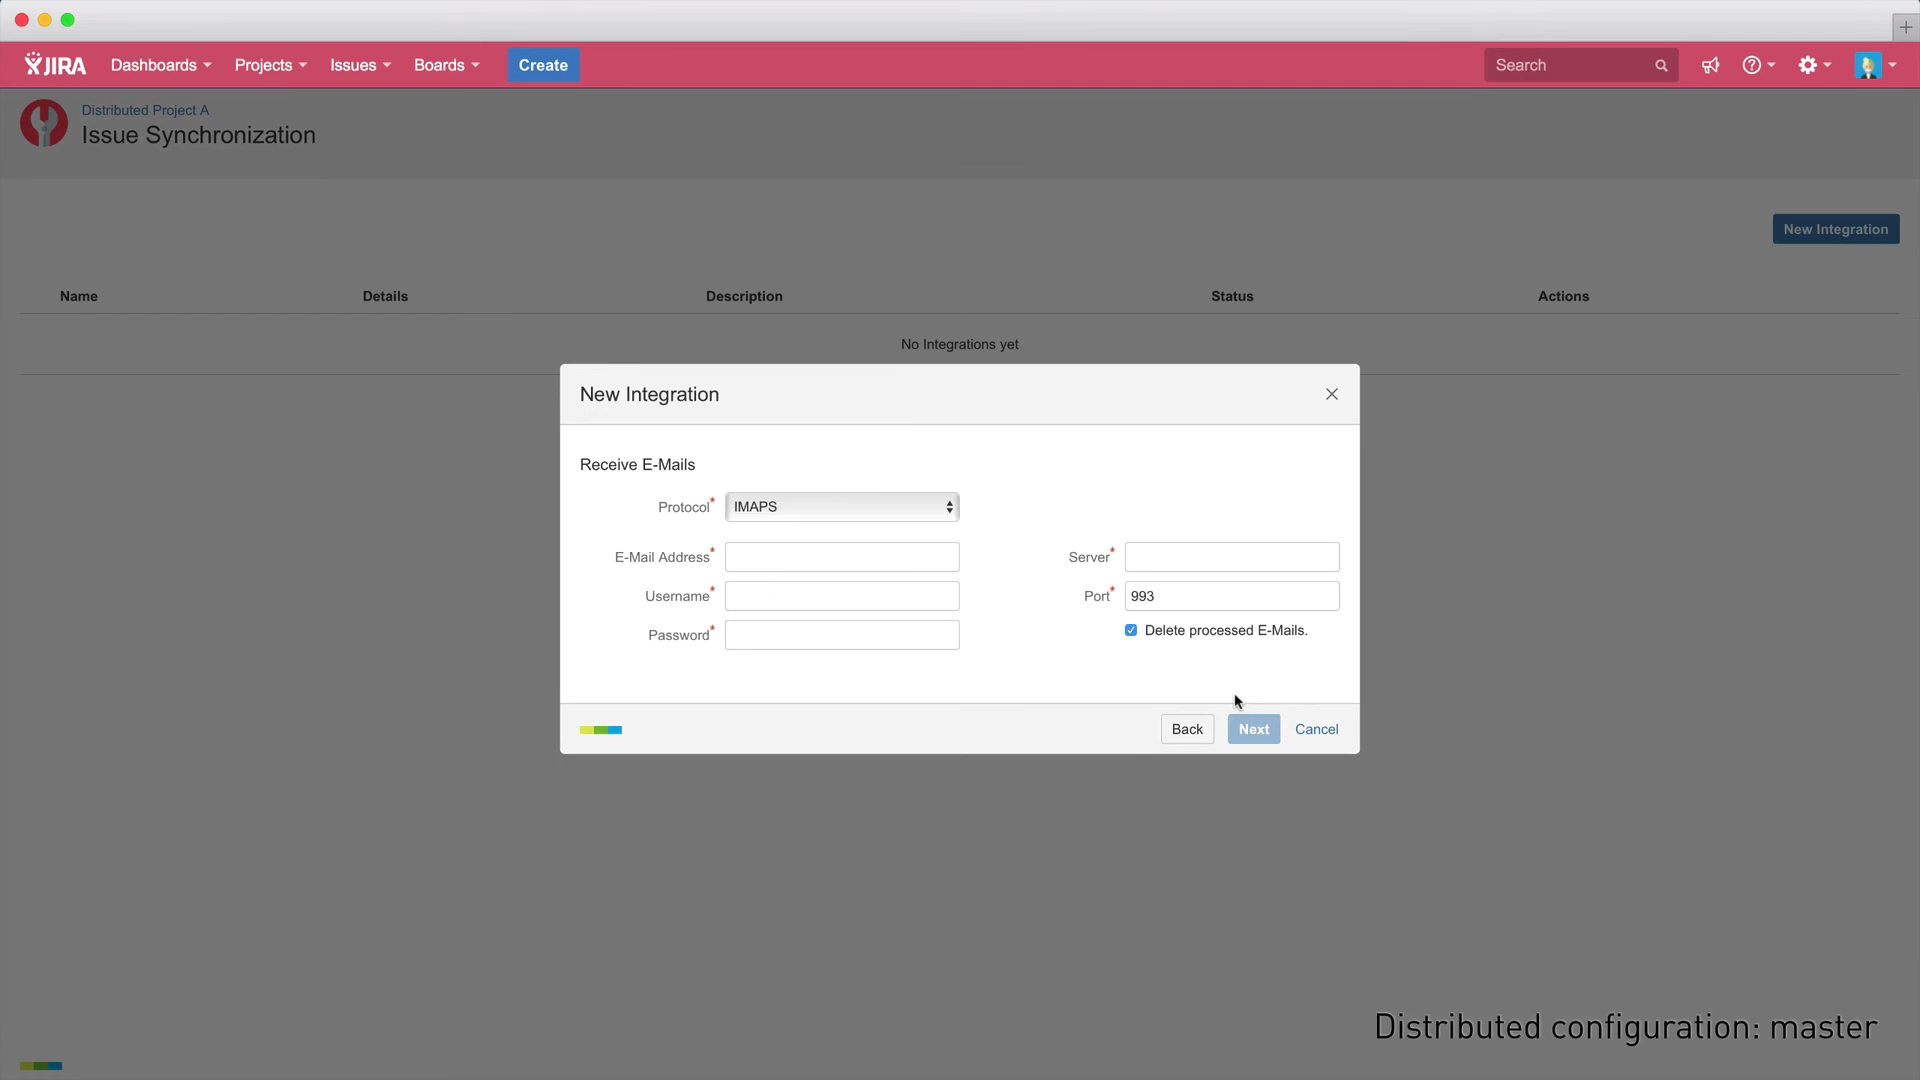 JIRA Dashboards Projects Issues Boards Create Search
Distributed Project A
Issue Synchronization
New Integration
Name Details Description Status Actions
No Integrations yet
New Integration
Receive E-Mails
Protocol* IMAPS
E-Mail Address* Server*
Username* Port* 993
Password* Delete processed E-Mails.
Back Next Cancel
Distributed configuration: master